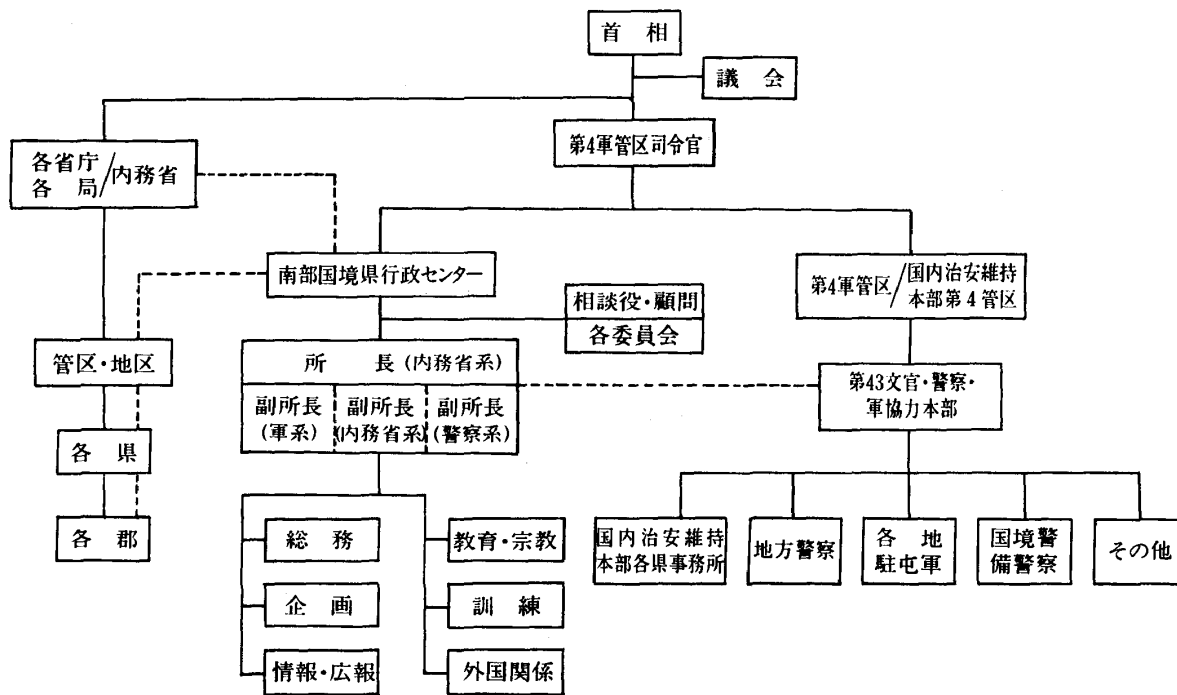 首相
議会
第4軍管区司令官
各省庁/内務省
各局
南部国境県行政センター
第4軍管区/国内治安維持
本部第4管区
相談役・顧問
各委員会
管区・地区
所長(内務省系)
副所長 副所長 副所長
(軍系) (内務省系) (警察系)
第43文官・警察・
軍協力本部
各県
各郡
総務
教育・宗教
企画
訓練
情報・広報
外国関係
国内治安維持
本部各県事務所
地方警察
各地
駐屯軍
国境警
備警察
その他